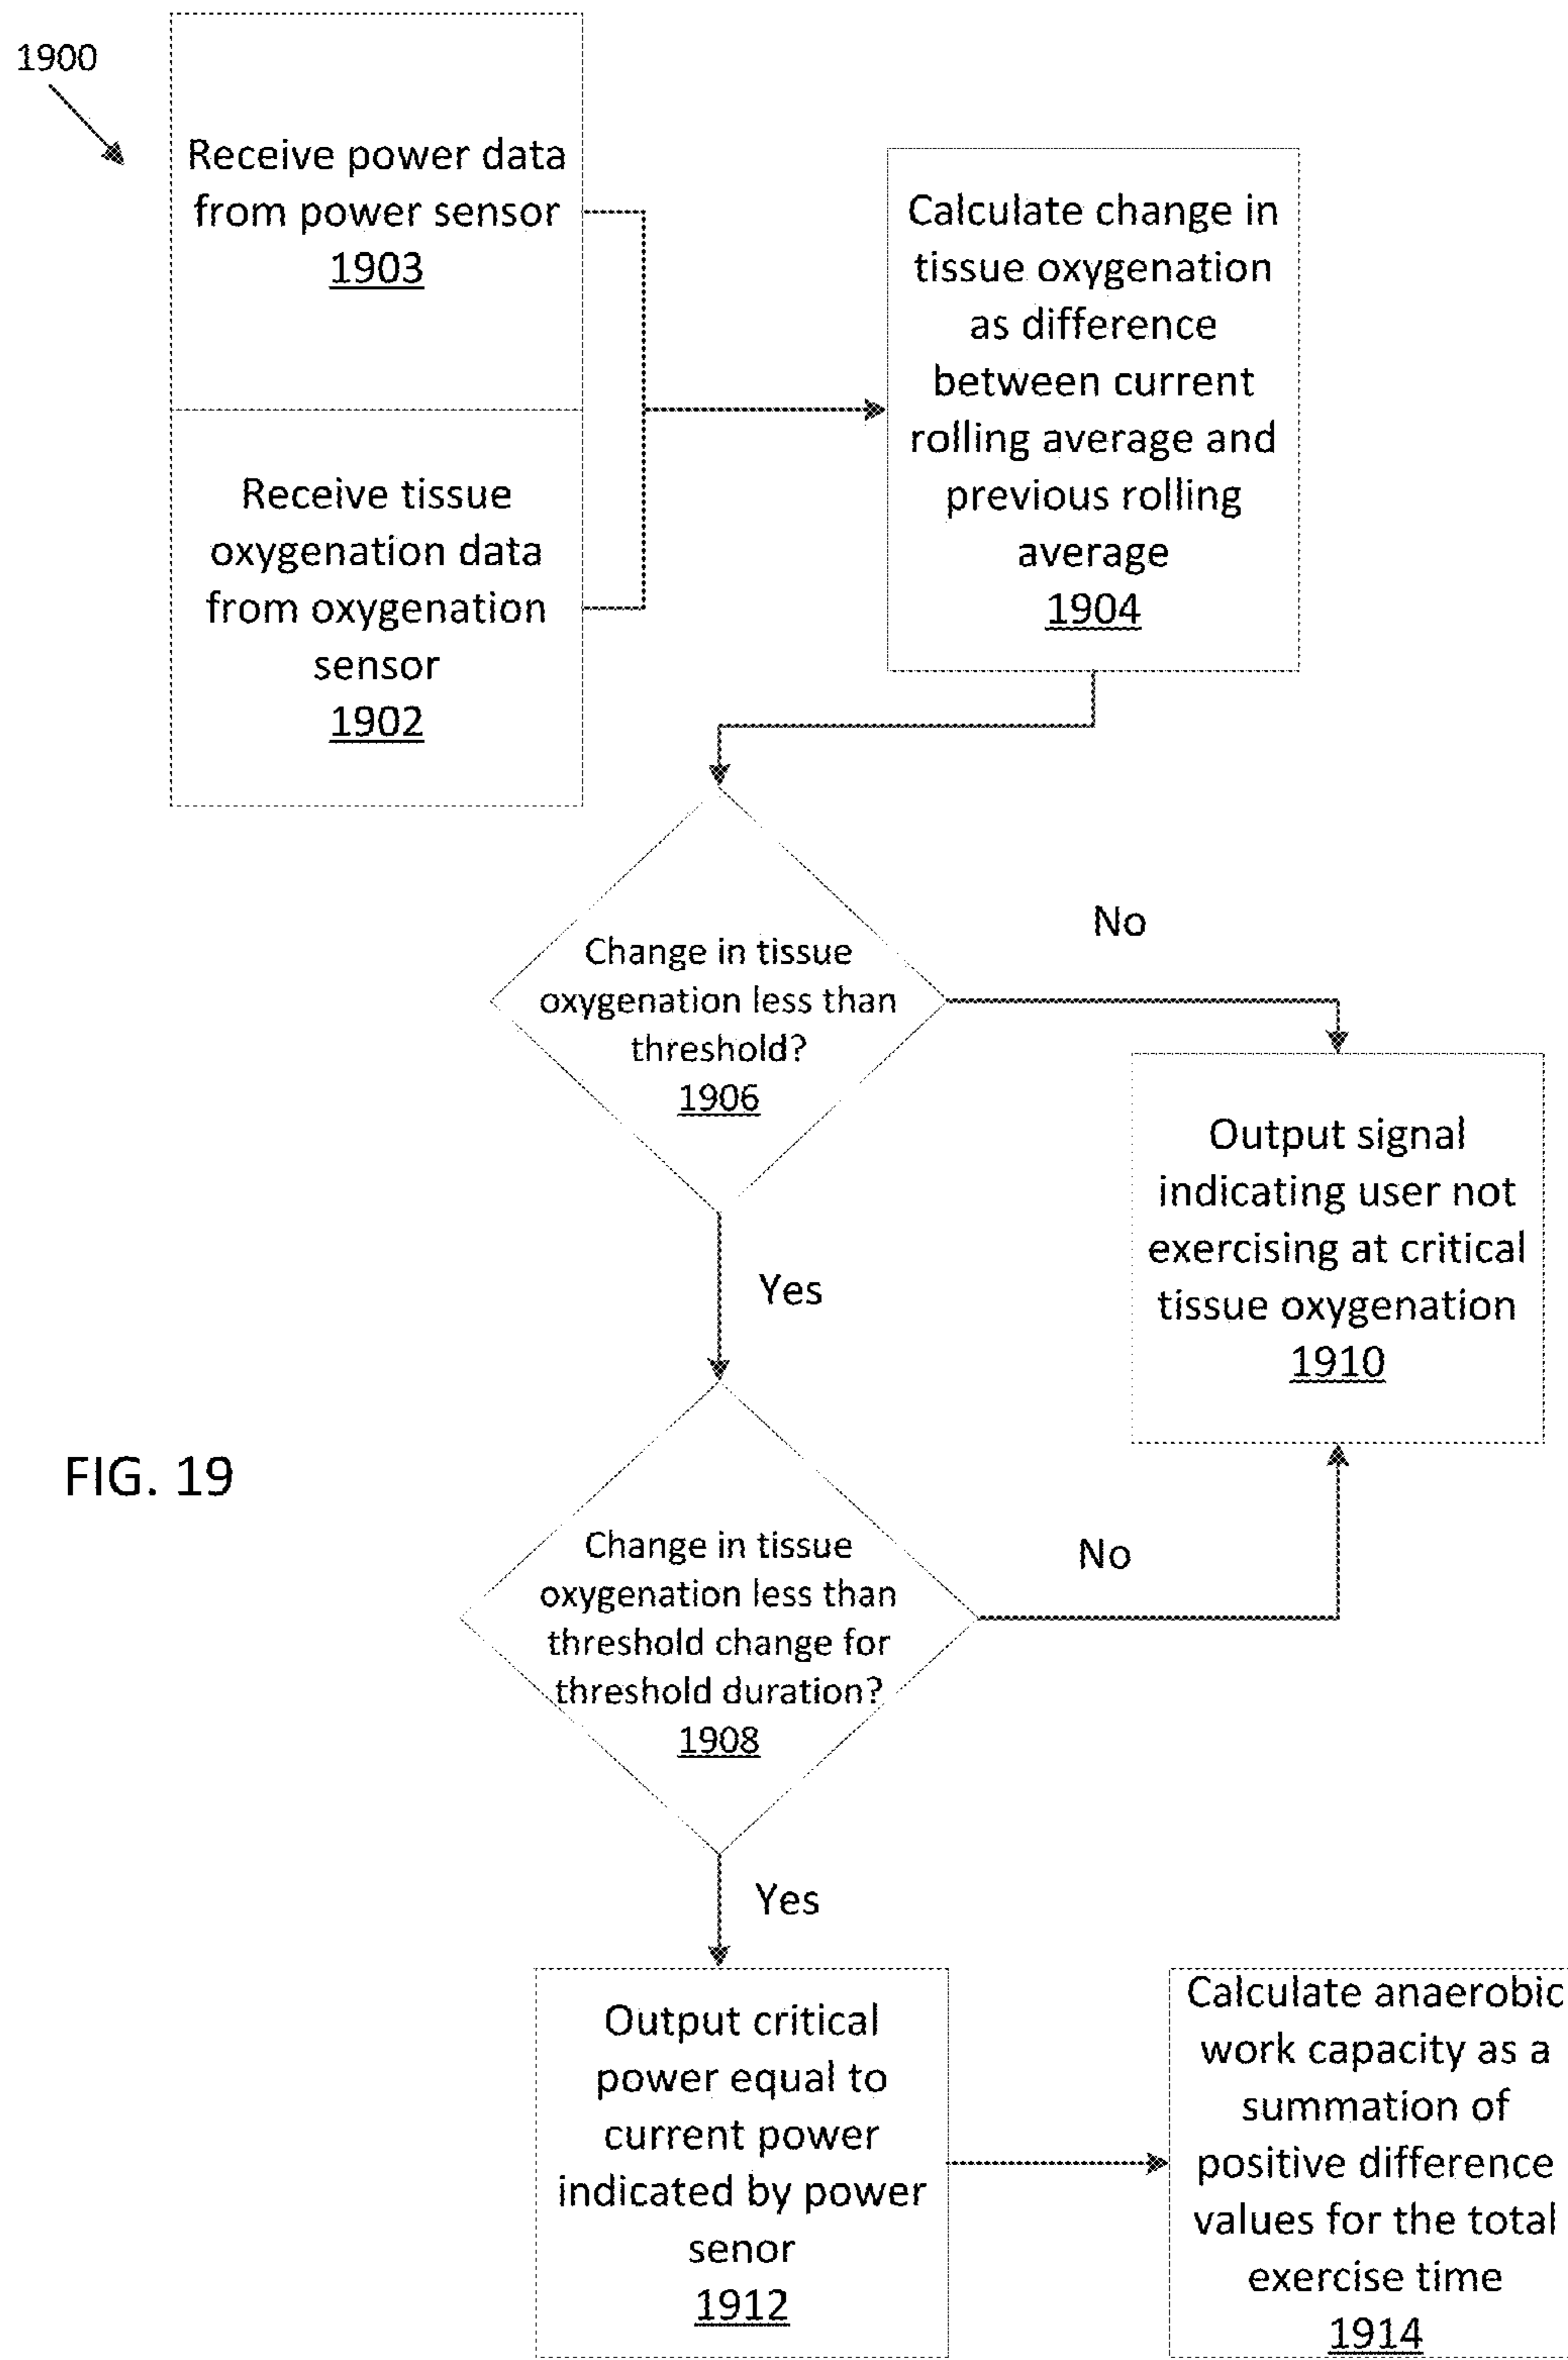 1900
Receive power data
from power sensor
1903
Receive tissue
oxygenation data
from oxygenation
sensor
1902
Calculate change in
tissue oxygenation
as difference
between current
rolling average and
previous rolling
average
1904
Change in tissue
oxygenation less than
threshold?
1906
No
Yes
Output signal
indicating user not
exercising at critical
tissue oxygenation
1910
FIG. 19
Change in tissue
oxygenation less than
threshold change for
threshold duration?
1908
No
Yes
Output critical
power equal to
current power
indicated by power
senor
1912
Calculate anaerobic
work capacity as a
summation of
positive difference
values for the total
exercise time
1914